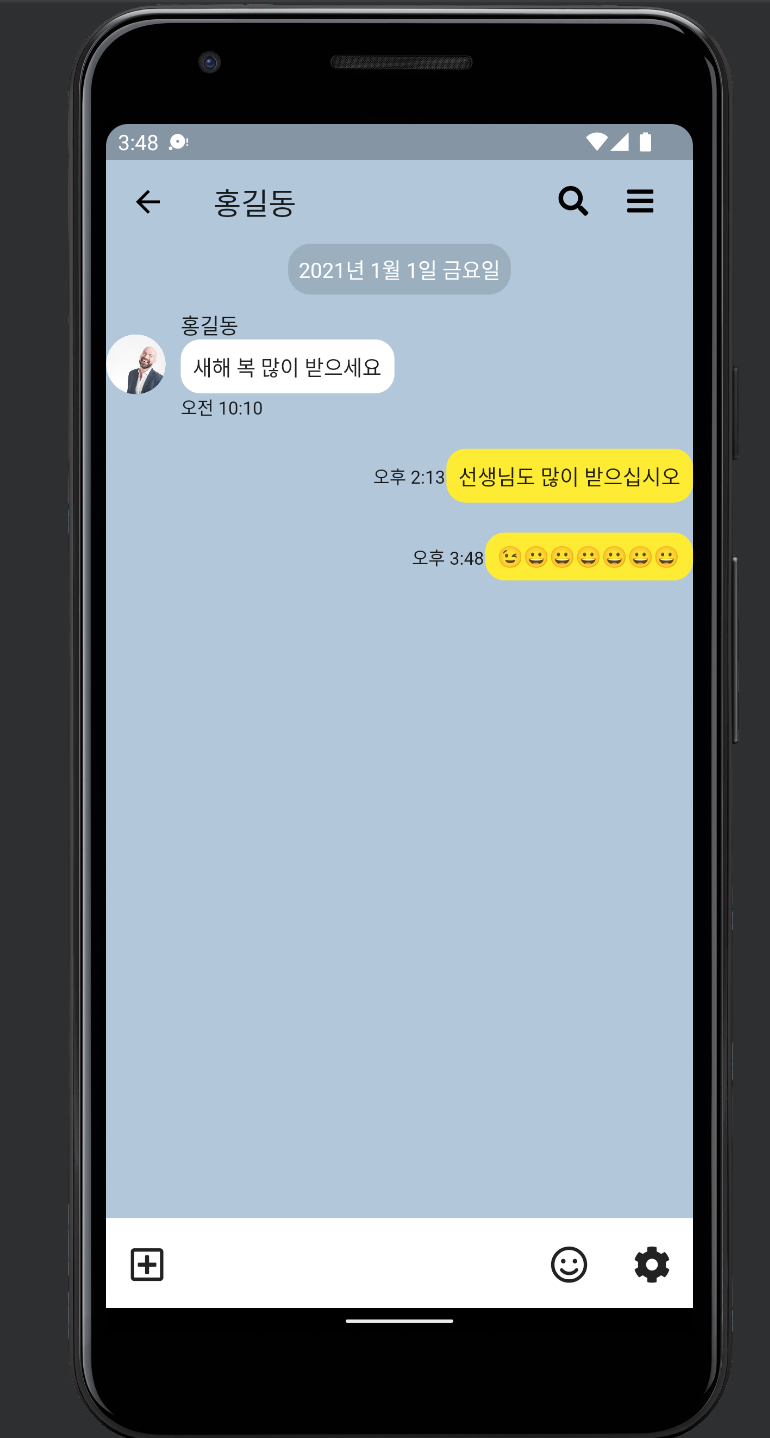 3:48
홍길동
2021년 1월 1일 금요일
홍길동
새해 복 많이 받으세요
오전 10:10
오후 2:13 선생님도 많이 받으십시오
오후 3:48 😉😀😀😀😀😀😀